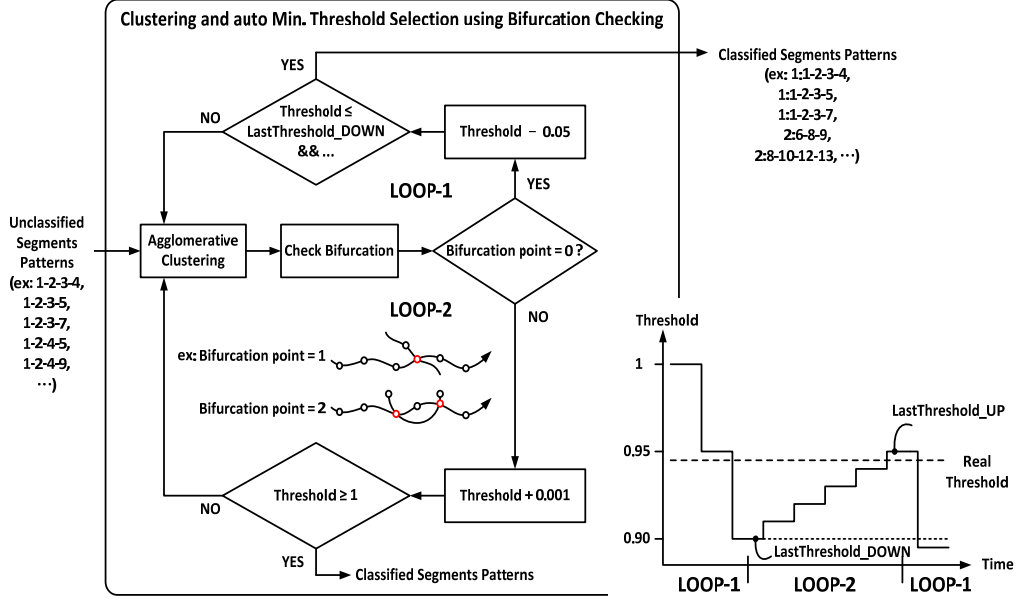 Clustering and auto Min. Threshold Selection using Bifurcation Checking
YES
Classified Segments Patterns
(ex: 1:1-2-3-4,
1:1-2-3-5,
1:1-2-3-7,
2:6-8-9,
2:8-10-12-13, ⋯)
NO
Threshold ≤
LastThreshold_DOWN
&& ...
Threshold − 0.05
LOOP-1
YES
Unclassified
Segments
Patterns
(ex: 1-2-3-4,
1-2-3-5,
1-2-3-7,
1-2-4-5,
1-2-4-9,
⋯)
Agglomerative
Clustering
Check Bifurcation
Bifurcation point = 0 ?
LOOP-2
NO
ex: Bifurcation point = 1
Bifurcation point = 2
Threshold ≥ 1
Threshold + 0.001
NO
YES
Classified Segments Patterns
Threshold
1
LastThreshold_UP
0.95
Real
Threshold
0.90
LastThreshold_DOWN
Time
LOOP-1
LOOP-2
LOOP-1